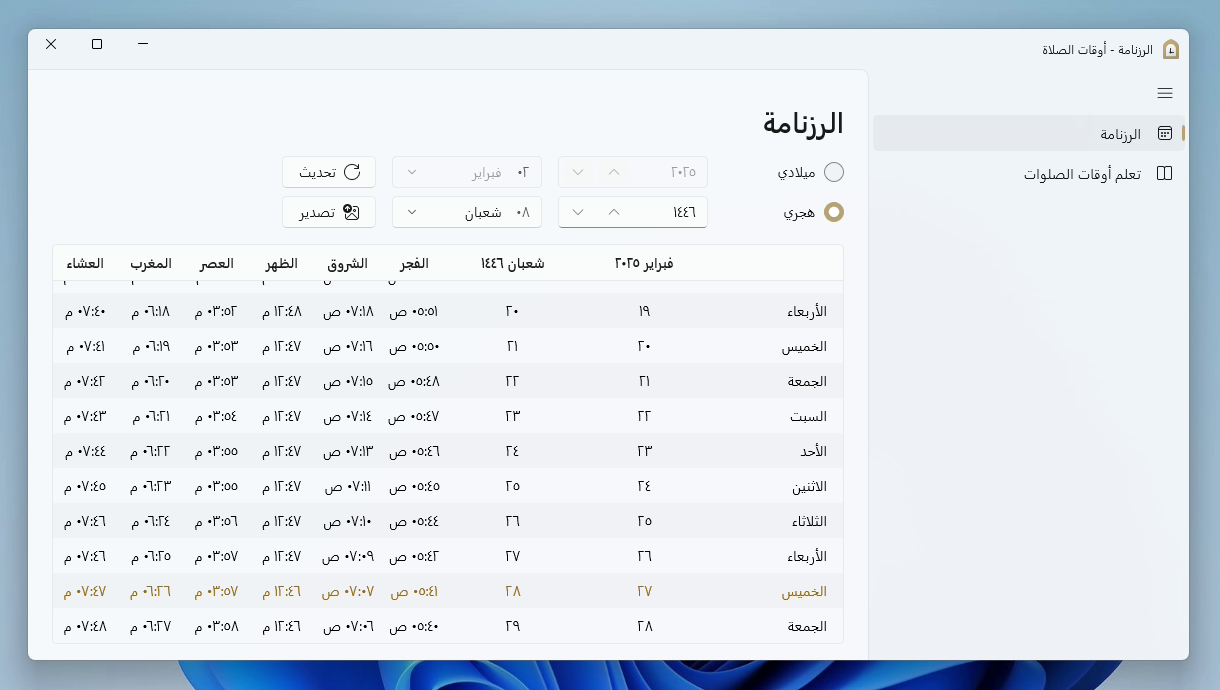 الرزنامة - أوقات الصلاة
الرزنامة
تعلم أوقات الصلوات
الرزنامة
ميلادي ٢٠٢٥ ٠٢ فبراير تحديث
هجري ١٤٤٦ ٠٨ شعبان تصدير
فبراير ٢٠٢٥ شعبان ١٤٤٦ الفجر الشروق الظهر العصر المغرب العشاء
الأربعاء ١٩ ٢٠ ٠٥:٥١ ص ٠٧:١٨ ص ١٢:٤٨ م ٠٣:٥٢ م ٠٦:١٨ م ٠٧:٤٠ م
الخميس ٢٠ ٢١ ٠٥:٥٠ ص ٠٧:١٦ ص ١٢:٤٧ م ٠٣:٥٣ م ٠٦:١٩ م ٠٧:٤١ م
الجمعة ٢١ ٢٢ ٠٥:٤٨ ص ٠٧:١٥ ص ١٢:٤٧ م ٠٣:٥٣ م ٠٦:٢٠ م ٠٧:٤٢ م
السبت ٢٢ ٢٣ ٠٥:٤٧ ص ٠٧:١٤ ص ١٢:٤٧ م ٠٣:٥٤ م ٠٦:٢١ م ٠٧:٤٣ م
الأحد ٢٣ ٢٤ ٠٥:٤٦ ص ٠٧:١٣ ص ١٢:٤٧ م ٠٣:٥٥ م ٠٦:٢٢ م ٠٧:٤٤ م
الاثنين ٢٤ ٢٥ ٠٥:٤٥ ص ٠٧:١١ ص ١٢:٤٧ م ٠٣:٥٥ م ٠٦:٢٣ م ٠٧:٤٥ م
الثلاثاء ٢٥ ٢٦ ٠٥:٤٤ ص ٠٧:١٠ ص ١٢:٤٧ م ٠٣:٥٦ م ٠٦:٢٤ م ٠٧:٤٦ م
الأربعاء ٢٦ ٢٧ ٠٥:٤٢ ص ٠٧:٠٩ ص ١٢:٤٧ م ٠٣:٥٧ م ٠٦:٢٥ م ٠٧:٤٦ م
الخميس ٢٧ ٢٨ ٠٥:٤١ ص ٠٧:٠٧ ص ١٢:٤٦ م ٠٣:٥٧ م ٠٦:٢٦ م ٠٧:٤٧ م
الجمعة ٢٨ ٢٩ ٠٥:٤٠ ص ٠٧:٠٦ ص ١٢:٤٦ م ٠٣:٥٨ م ٠٦:٢٧ م ٠٧:٤٨ م